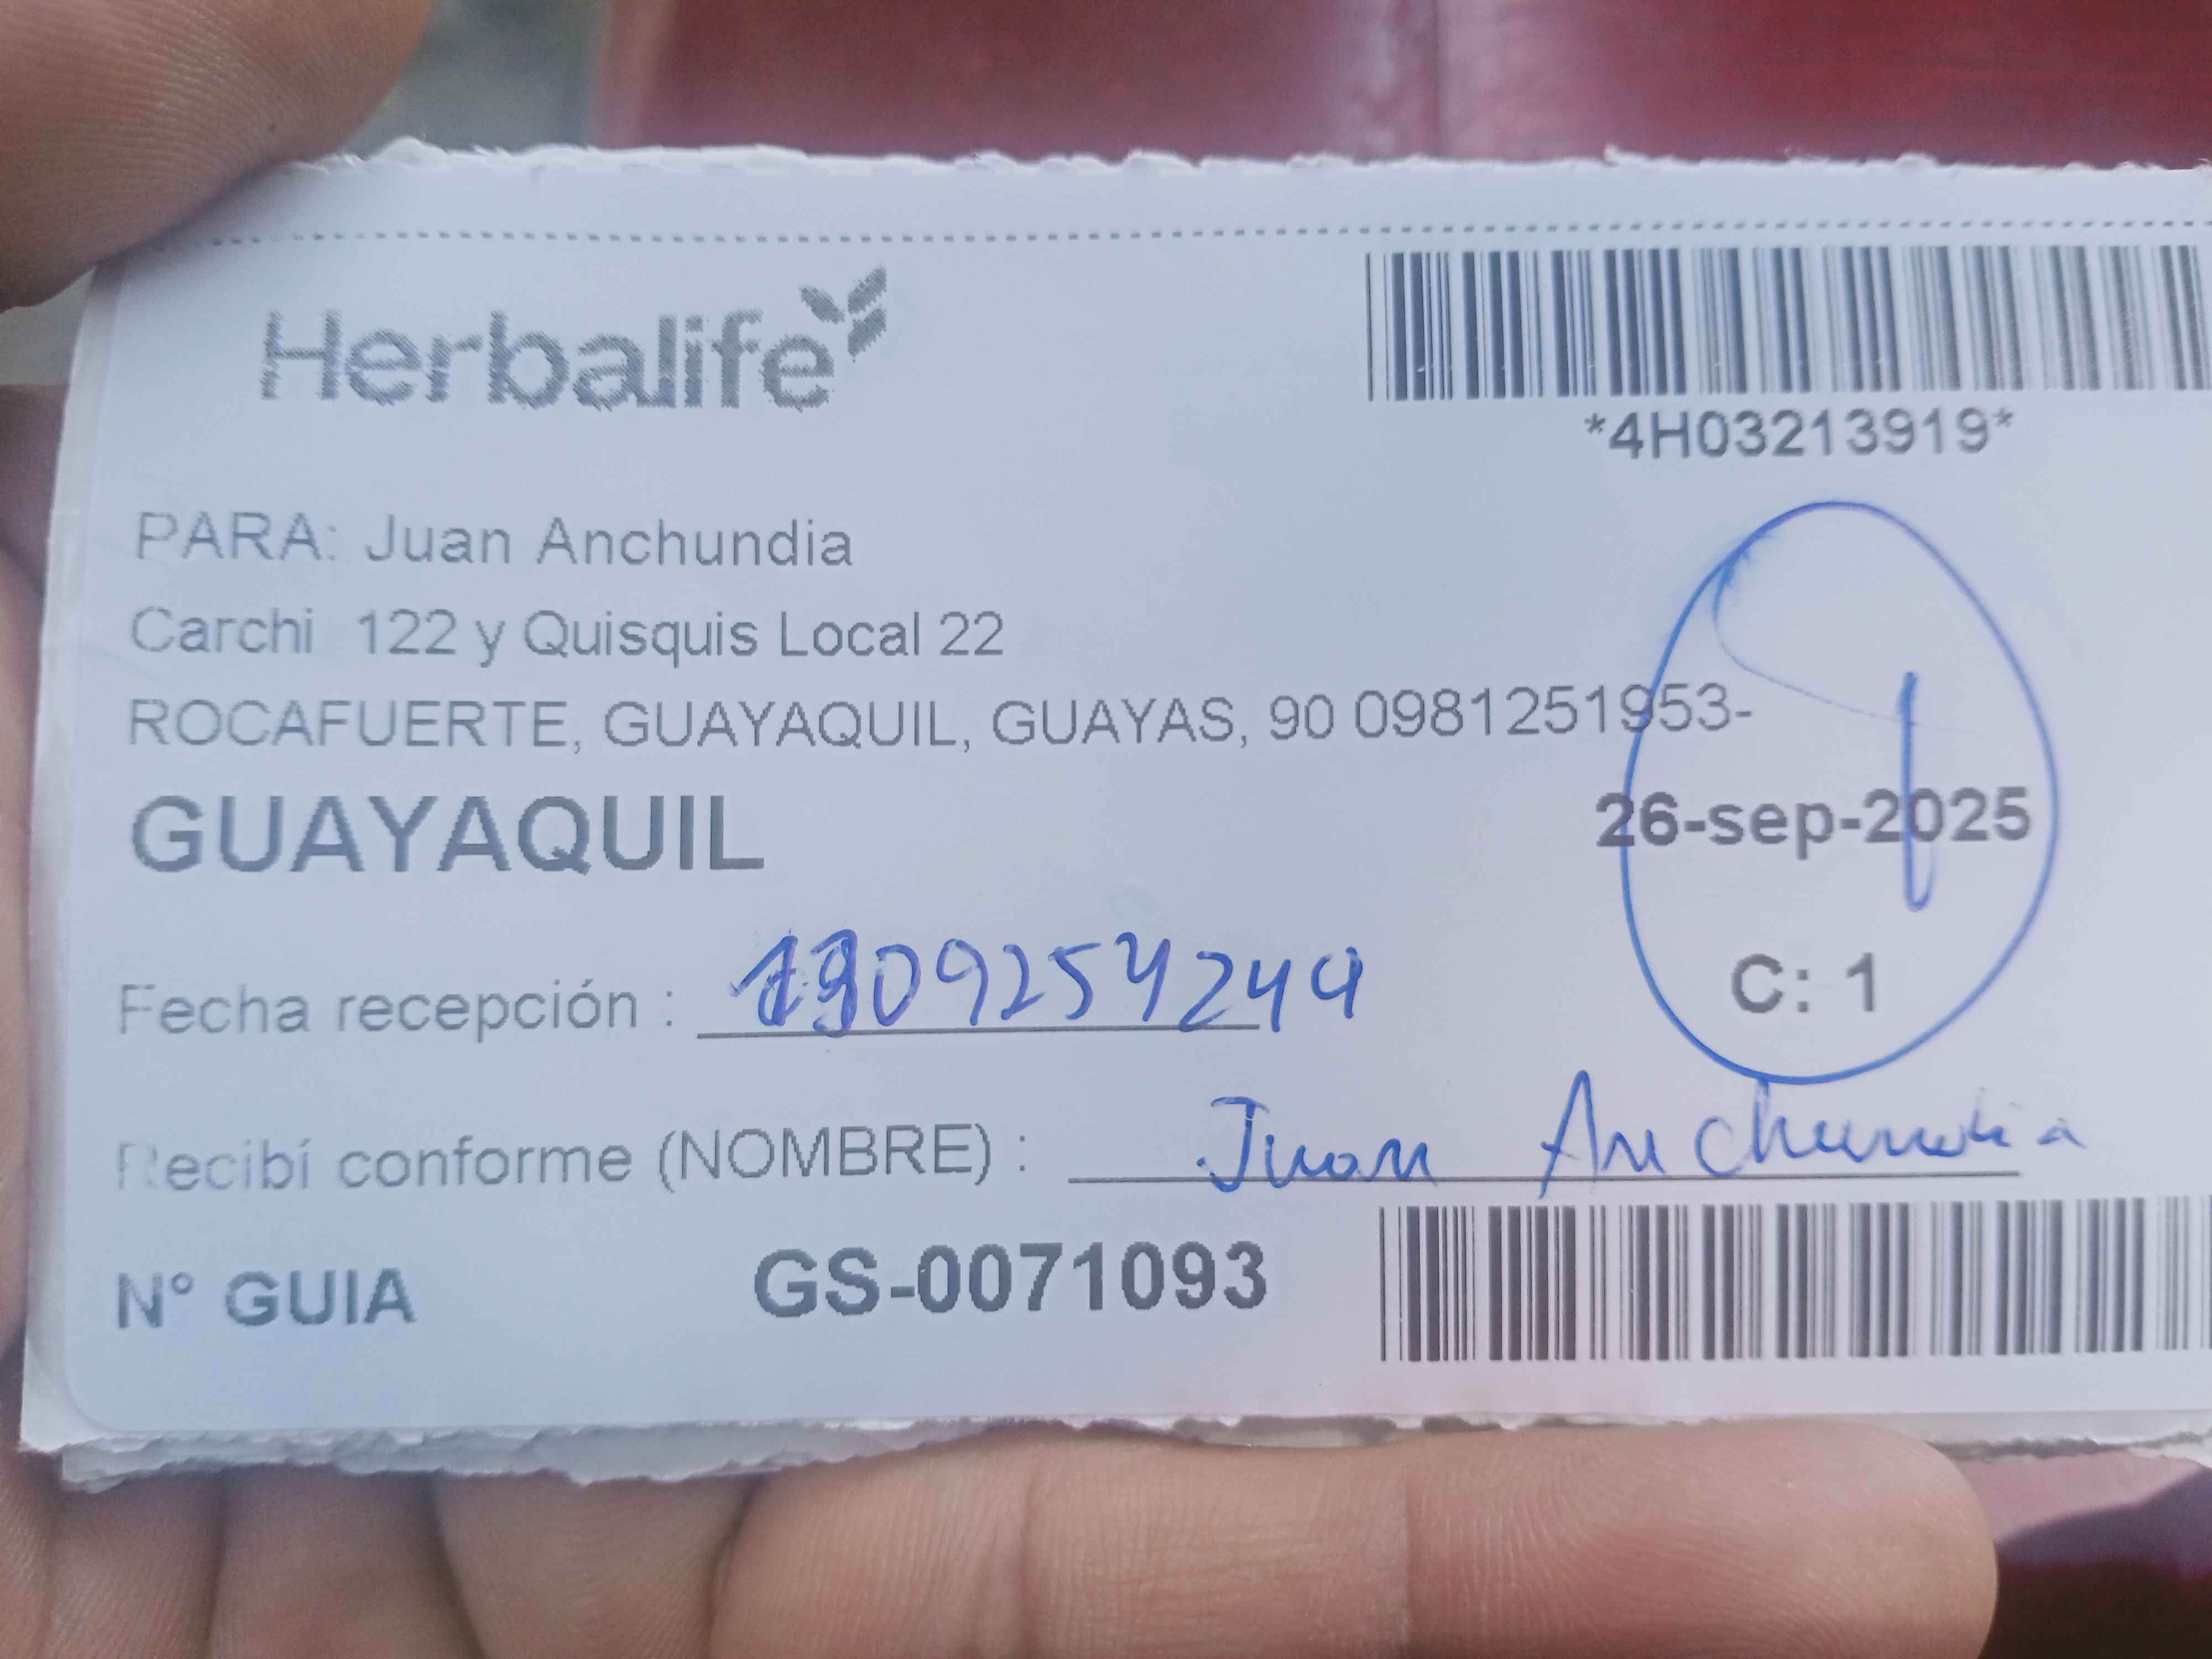 Herbalife
*4H03213919*
PARA: Juan Anchundia
Carchi 122 y Quisquis Local 22
ROCAFUERTE, GUAYAQUIL, GUAYAS, 90 0981251953-
GUAYAQUIL
26-sep-2025
C: 1
Fecha recepción :
Recibí conforme (NOMBRE) : Juan Anchundia
N° GUIA GS-0071093